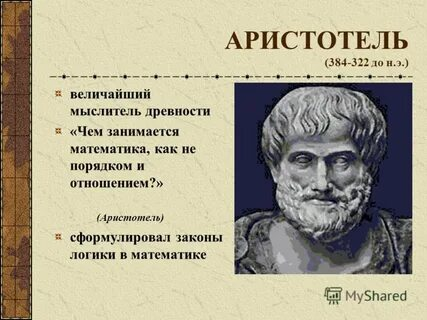 АРИСТОТЕЛЬ
(384-322 до н.э.)
величайший
мыслитель древности
«Чем занимается
математика, как не
порядком и
отношением?»
(Аристотель)
сформулировал законы
логики в математике
MyShared